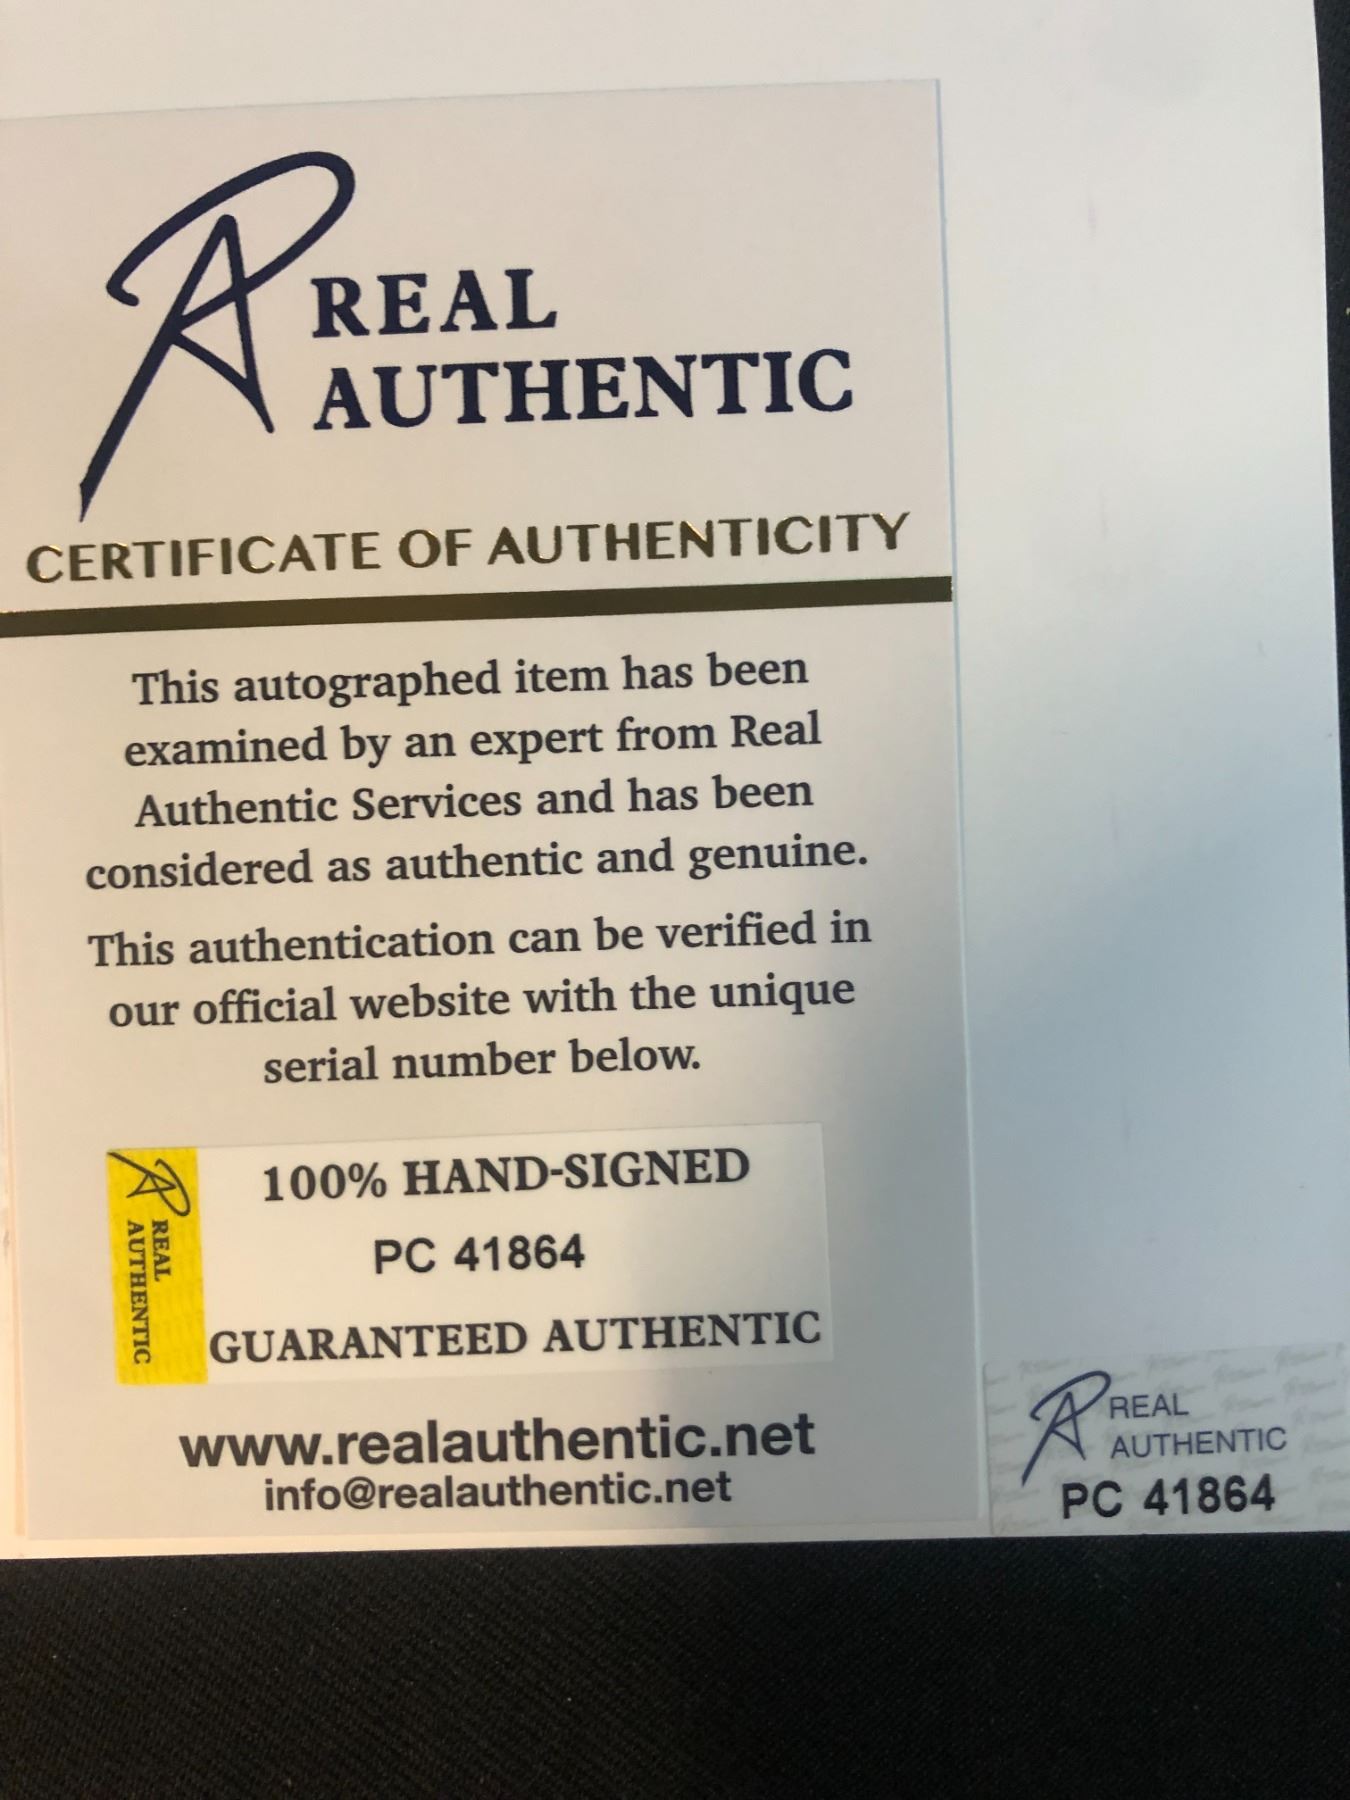 REAL
AUTHENTIC
CERTIFICATE OF AUTHENTICITY
This autographed item has been
examined by an expert from Real
Authentic Services and has been
considered as authentic and genuine.
This authentication can be verified in
our official website with the unique
serial number below.
REAL
AUTHENTIC
100% HAND-SIGNED
PC 41864
GUARANTEED AUTHENTIC
www.realauthentic.net
info@realauthentic.net
REAL
AUTHENTIC
PC 41864